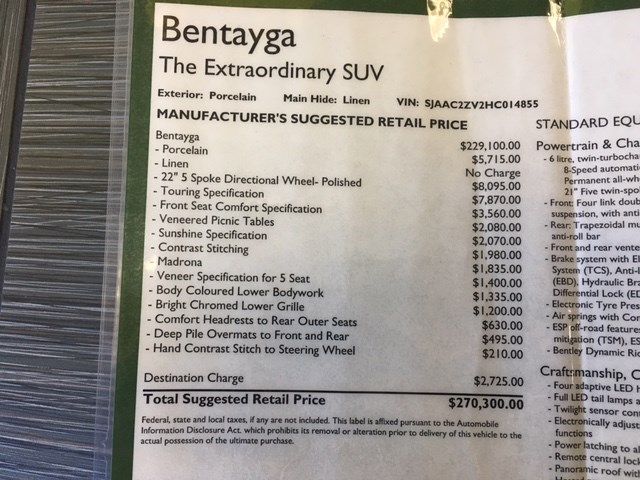 Bentayga
The Extraordinary SUV
Exterior: Porcelain Main Hide: Linen VIN: SJAAC2ZV2HC014855
MANUFACTURER'S SUGGESTED RETAIL PRICE
Bentayga $229,100.00
- Porcelain $5,715.00
- Linen No Charge
- 22" 5 Spoke Directional Wheel- Polished $8,095.00
- Touring Specification $7,870.00
- Front Seat Comfort Specification $3,560.00
- Veneered Picnic Tables $2,080.00
- Sunshine Specification $2,070.00
- Contrast Stitching $1,980.00
- Madrona $1,835.00
- Veneer Specification for 5 Seat $1,400.00
- Body Coloured Lower Bodywork $1,335.00
- Bright Chromed Lower Grille $1,200.00
- Comfort Headrests to Rear Outer Seats $630.00
- Deep Pile Overmats to Front and Rear $495.00
- Hand Contrast Stitch to Steering Wheel $210.00
Destination Charge $2,725.00
Total Suggested Retail Price $270,300.00
Federal, state and local taxes, if any are not included. This label is affixed pursuant to the Automobile
Information Disclosure Act. which prohibits its removal or alteration prior to delivery of this vehicle to the
actual possession of the ultimate purchase.
STANDARD EQU
Powertrain & Cha
- 6 litre, twin-turbocha
8-Speed automati
Permanent all-wh
21" Five twin-spo
- Front: Four link doub
suspension, with ant
- Rear: Trapezoidal mu
anti-roll bar
- Front and rear vente
- Brake system with El
System (TCS), Anti-l
(EBD), Hydraulic Bra
Differential Lock (ED
- Electronic Tyre Pres
- Air springs with Con
- ESP off-road features
mitigation (TSM), ES
- Bentley Dynamic Ric
Craftsmanship, C
- Four adaptive LED h
- Full LED tail lamps a
- Twilight sensor con
- Electronically adjust
functions
- Power latching to al
- Remote central lock
- Panoramic roof wit